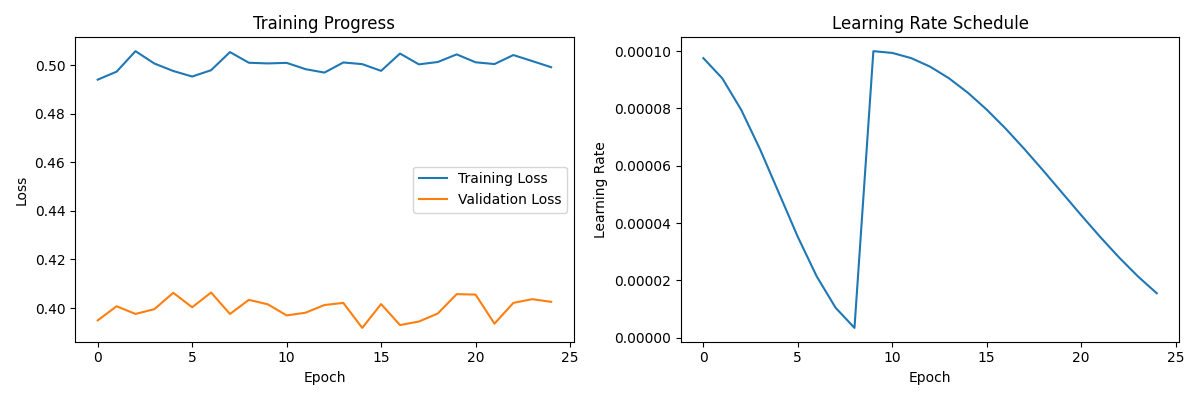 Training Progress
Loss
0.50
0.48
0.46
0.44
0.42
0.40
Training Loss
Validation Loss
0 5 10 15 20 25
Epoch
Learning Rate Schedule
Learning Rate
0.00010
0.00008
0.00006
0.00004
0.00002
0.00000
0 5 10 15 20 25
Epoch